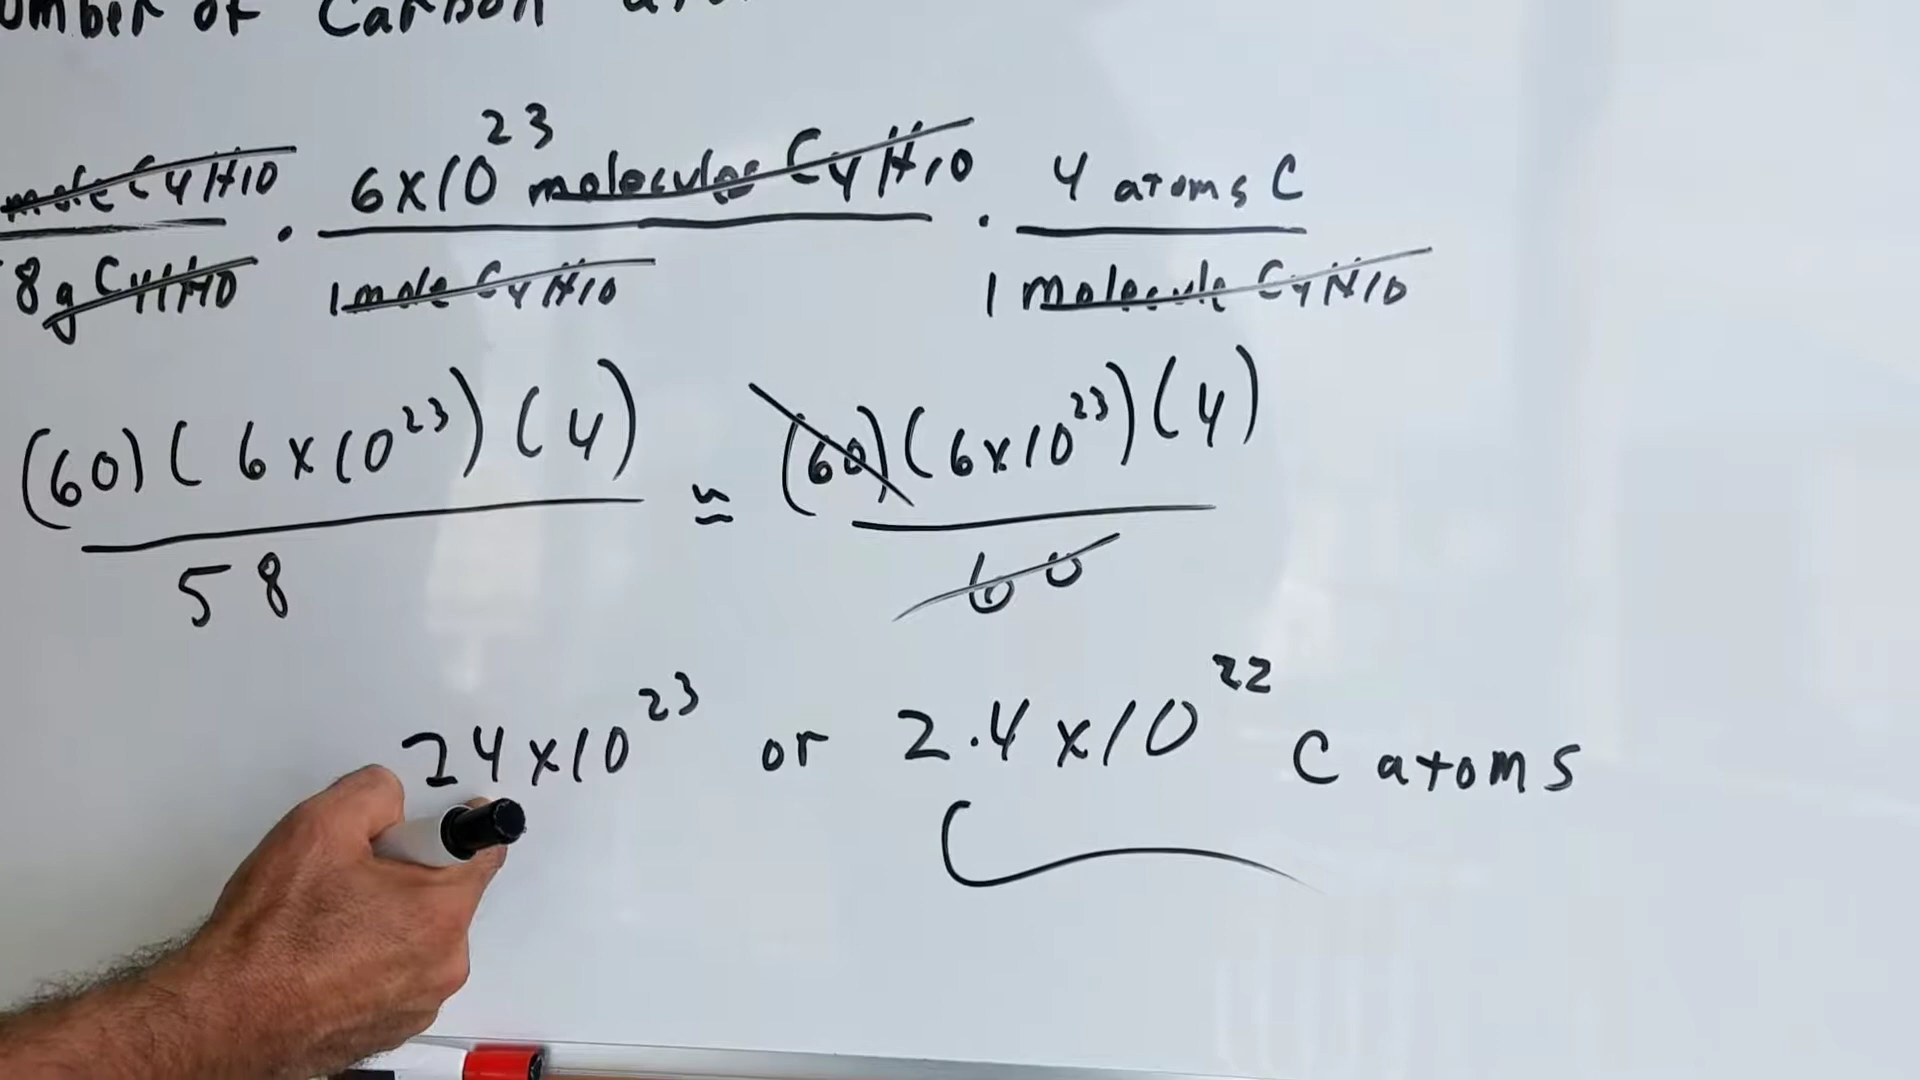 umber of Carbon
mole C4H10 · 6x10^23 molecules C4H10 · 4 atoms C
8g C4H10 1 mole C4H10 1 molecule C4H10
(60)(6x10^23)(4) ≃ (60)(6x10^23)(4)
58 60
24x10^23 or 2.4x10^22 C atoms